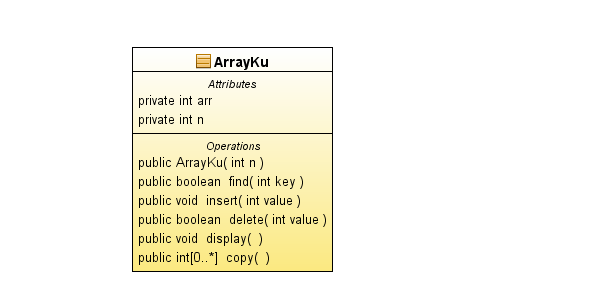 ArrayKu
Attributes
private int arr
private int n
Operations
public ArrayKu( int n )
public boolean  find( int key )
public void  insert( int value )
public boolean  delete( int value )
public void  display(  )
public int[0..*]  copy(  )